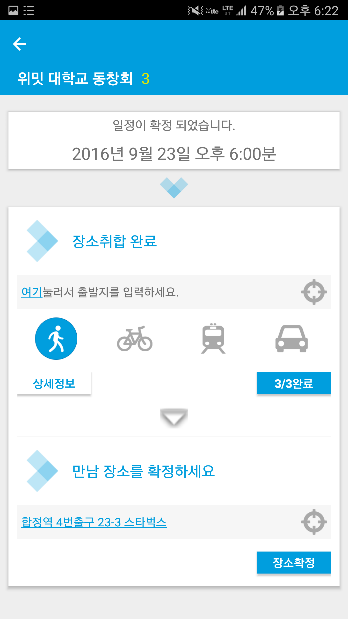 LTE 47% 오후 6:22
위밋 대학교 동창회 3
일정이 확정 되었습니다.
2016년 9월 23일 오후 6:00분
장소취합 완료
여기눌러서 출발지를 입력하세요.
상세정보
3/3완료
만남 장소를 확정하세요
합정역 4번출구 23-3 스타벅스
장소확정